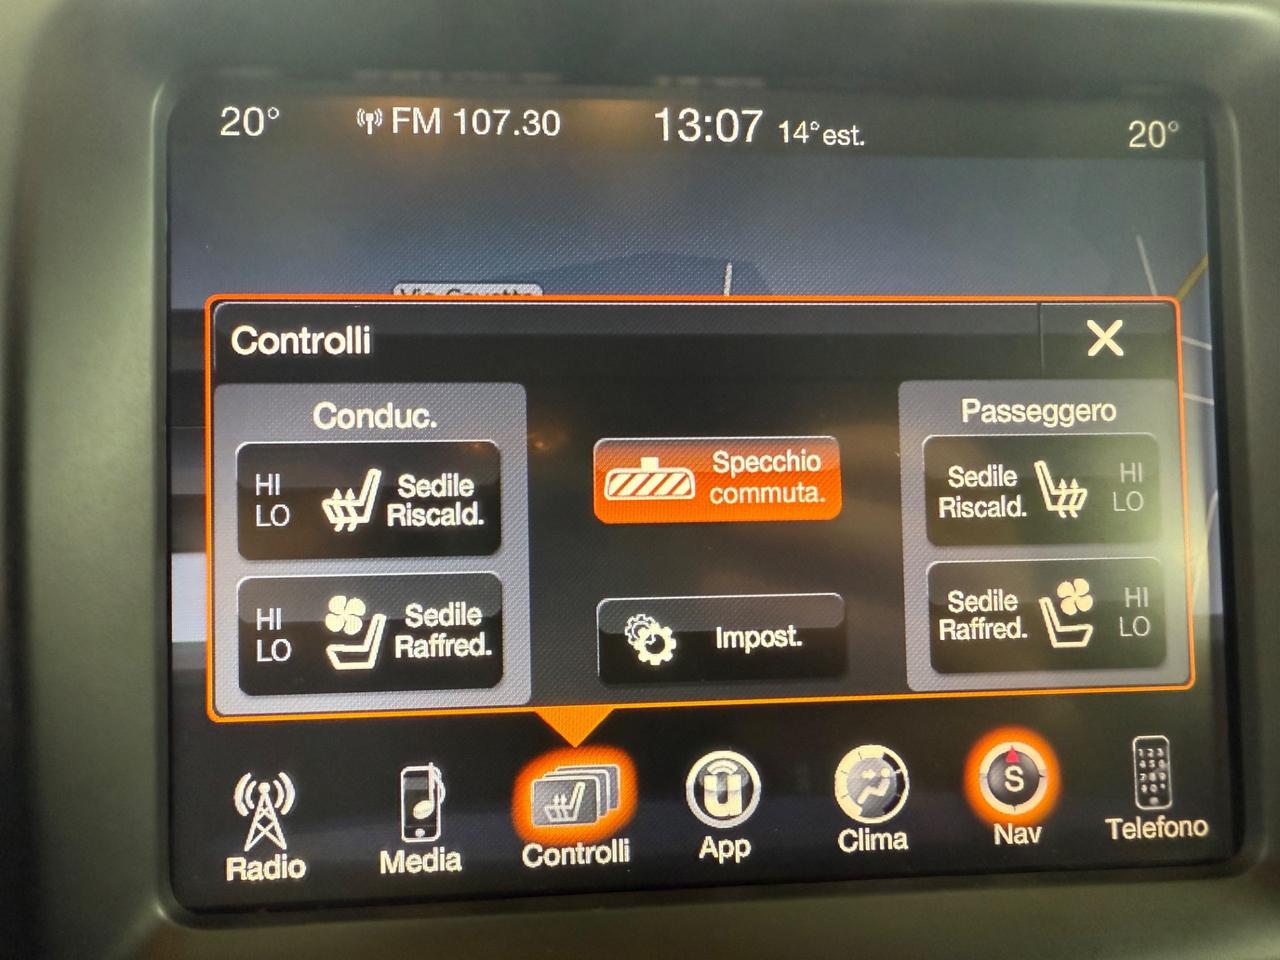 20°
FM 107.30
13:07
14° est.
20°
Controlli
X
Conduc.
HI
LO
Sedile
Riscald.
HI
LO
Sedile
Raffred.
Specchio
commuta.
Impost.
Passeggero
Sedile
Riscald.
HI
LO
Sedile
Raffred.
HI
LO
Radio
Media
Controlli
App
Clima
S
Nav
Telefono